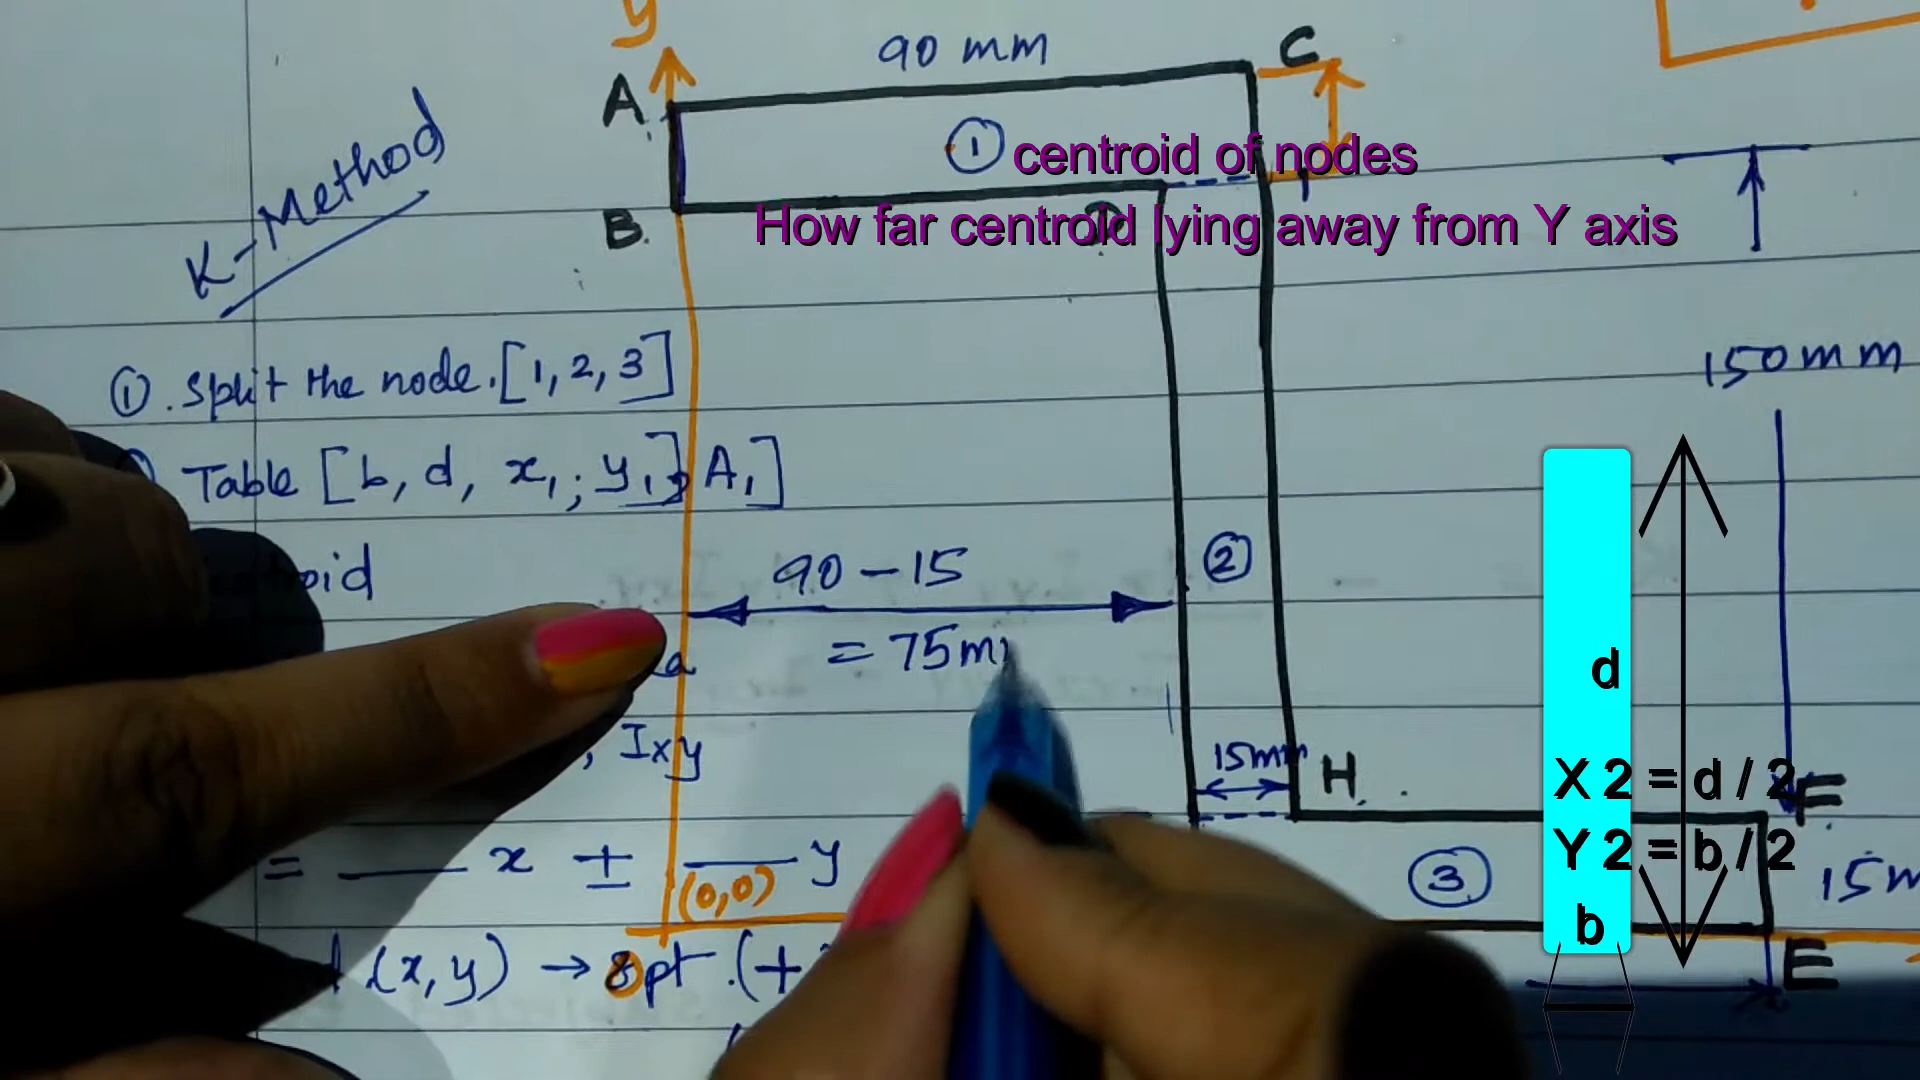 y
90 mm
A
C
① centroid of nodes
B.
How far centroid lying away from Y axis
K-Method
①. Split the node. [1, 2, 3]
150mm
Table [b, d, x₁; y₁; A₁]
90 - 15
②
= 75m
d
, Ixy
15mm
H.
X 2 = d / 2
F
Y 2 = b / 2
= x ± y
(0,0)
③
15m
b
(x, y) → 8pt. (+
E